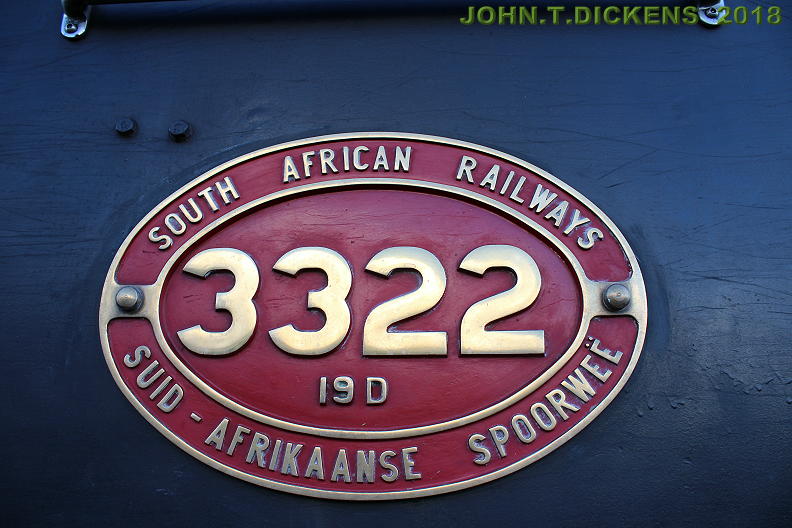 JOHN.T.DICKENS 2018
SOUTH AFRICAN RAILWAYS
3322
19D
SUID - AFRIKAANSE SPOORWEË